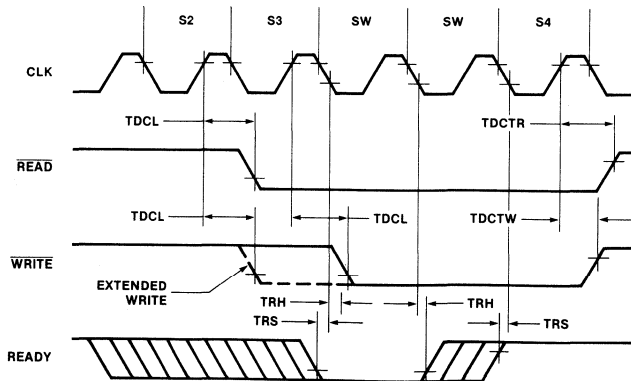 S2 S3 SW SW S4
CLK
TDCL TDCTR
READ
TDCL TDCL TDCTW
WRITE
EXTENDED
WRITE
TRH TRH
TRS TRS
READY